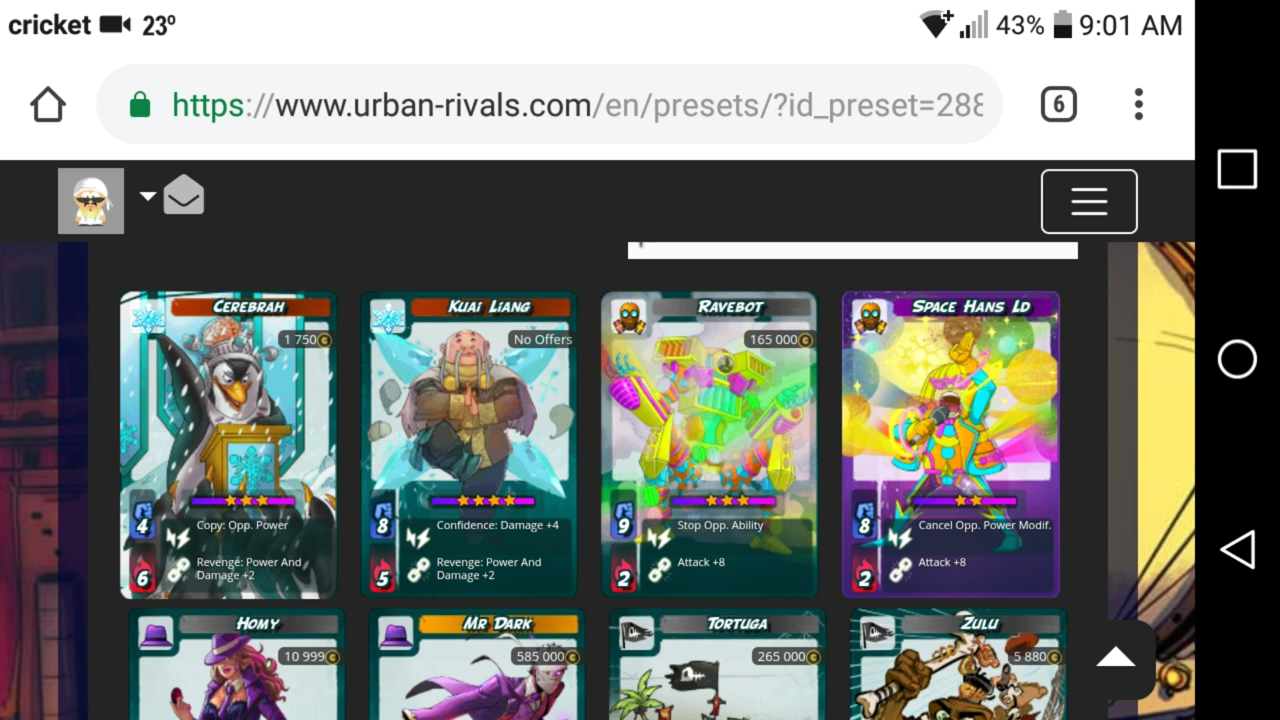 cricket 23° 43% 9:01 AM
https://www.urban-rivals.com/en/presets/?id_preset=288 6
CEREBRAH
1 750
4
Copy: Opp. Power
6
Revenge: Power And
Damage +2
KUAI LIANG
No Offers
8
Confidence: Damage +4
5
Revenge: Power And
Damage +2
RAVEBOT
165 000
9
Stop Opp. Ability
2
Attack +8
SPACE HANS LD
8
Cancel Opp. Power Modif.
2
Attack +8
HOMY
10 999
MR DARK
585 000
TORTUGA
265 000
ZULU
5 880